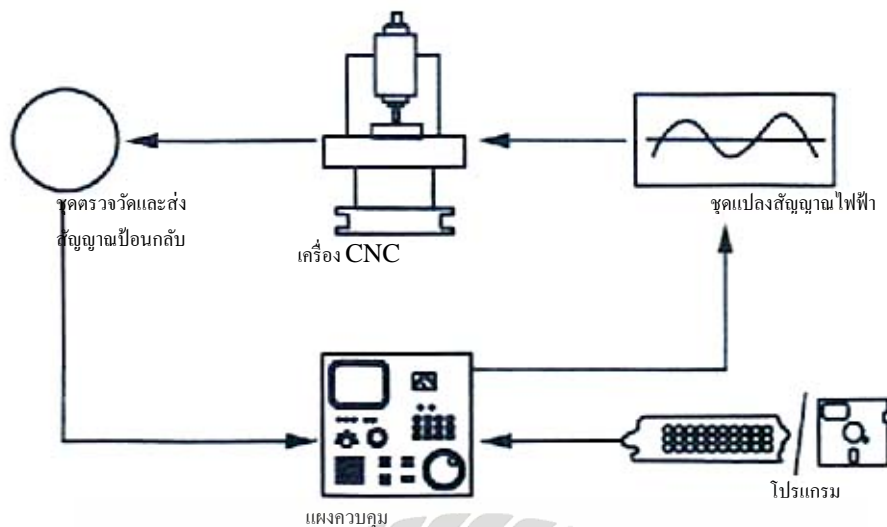 ชุดตรวจวัดและส่ง
สัญญาณป้อนกลับ
เครื่อง CNC
ชุดแปลงสัญญาณไฟฟ้า
แผงควบคุม
โปรแกรม